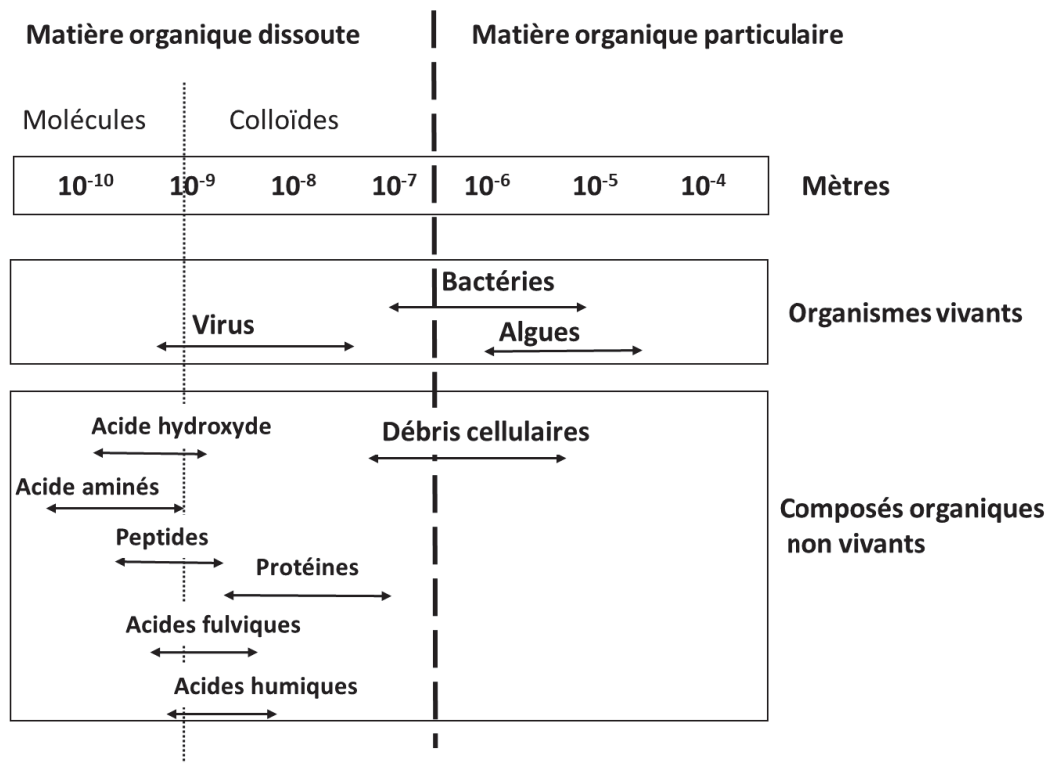 Matière organique dissoute
Matière organique particulaire
Molécules
Colloïdes
10-10 10-9 10-8 10-7 10-6 10-5 10-4
Mètres
Bactéries
Virus
Algues
Organismes vivants
Acide hydroxyde
Débris cellulaires
Acide aminés
Peptides
Protéines
Acides fulviques
Acides humiques
Composés organiques
non vivants